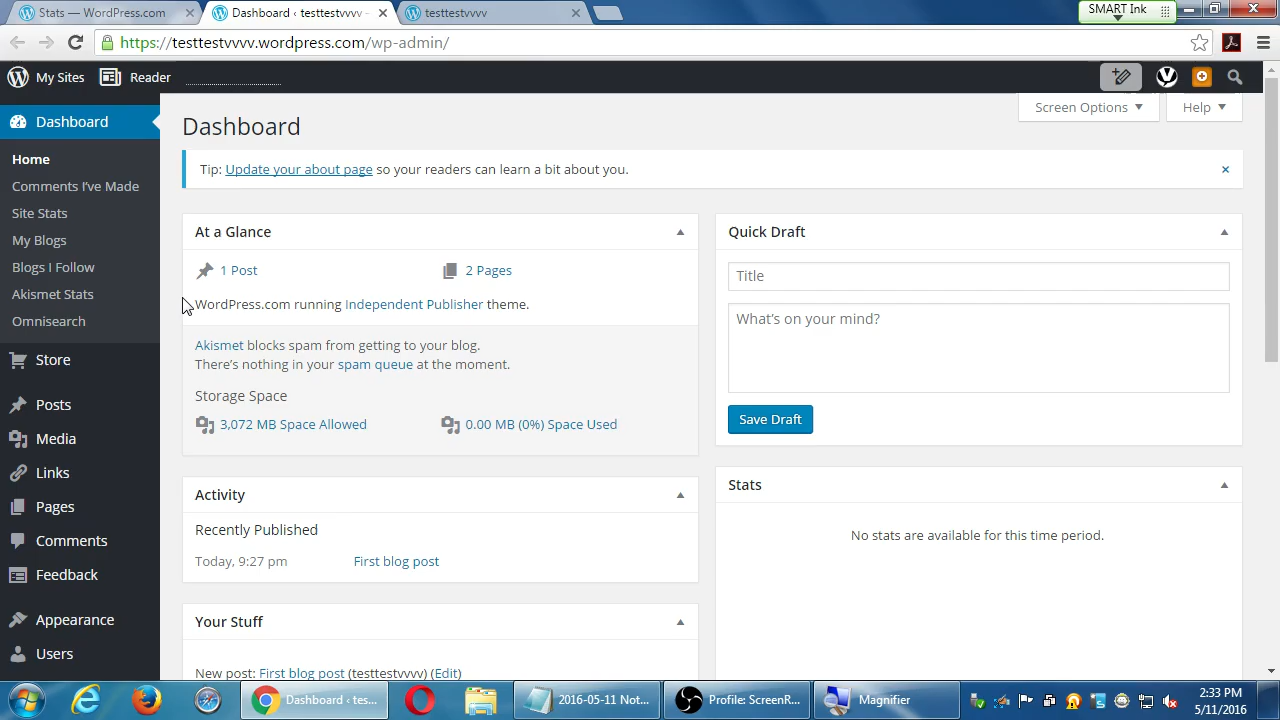 Stats — WordPress.com
Dashboard ‹ testtestvvvv –
testtestvvvv
SMART Ink
https://testtestvvvv.wordpress.com/wp-admin/
My Sites
Reader
Screen Options
Help
Dashboard
Home
Comments I've Made
Site Stats
My Blogs
Blogs I Follow
Akismet Stats
Omnisearch
Store
Posts
Media
Links
Pages
Comments
Feedback
Appearance
Users
Dashboard
Tip: Update your about page so your readers can learn a bit about you.
At a Glance
1 Post
2 Pages
WordPress.com running Independent Publisher theme.
Akismet blocks spam from getting to your blog.
There's nothing in your spam queue at the moment.
Storage Space
3,072 MB Space Allowed
0.00 MB (0%) Space Used
Activity
Recently Published
Today, 9:27 pm
First blog post
Your Stuff
New post: First blog post (testtestvvvv) (Edit)
Quick Draft
Title
What's on your mind?
Save Draft
Stats
No stats are available for this time period.
Dashboard ‹ tes...
2016-05-11 Not...
Profile: ScreenR...
Magnifier
2:33 PM
5/11/2016